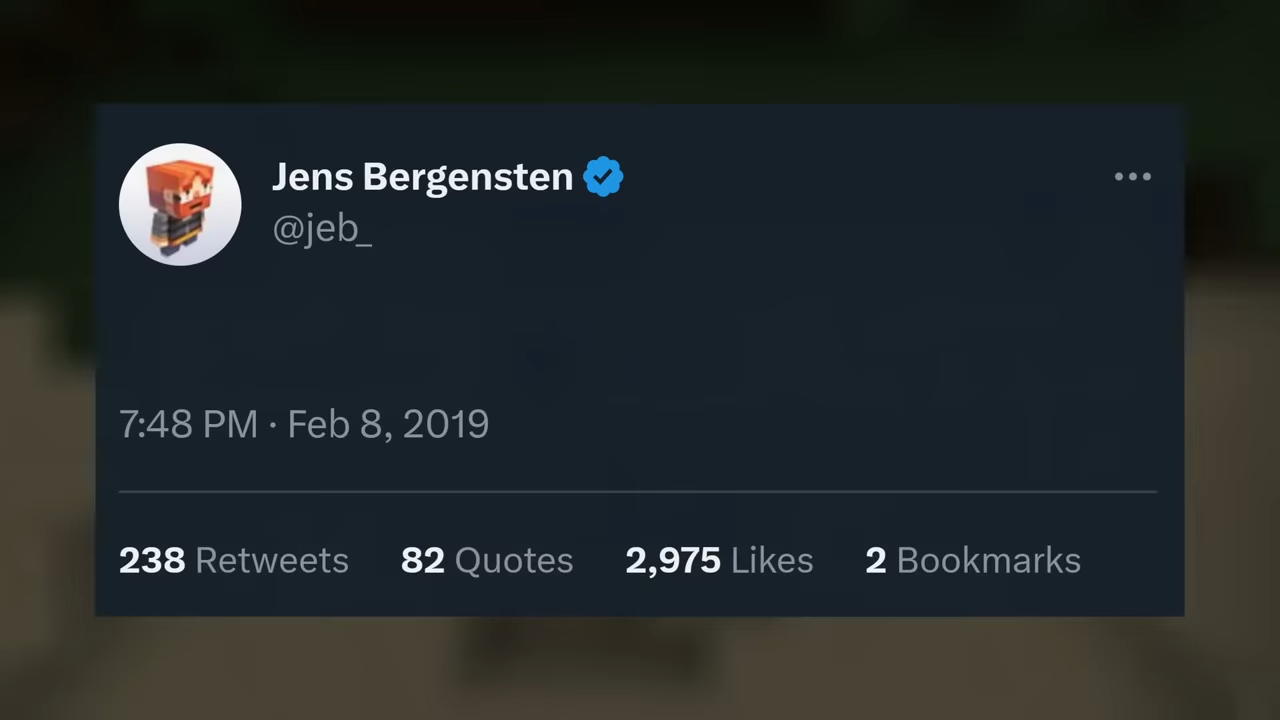 Jens Bergensten
@jeb_
7:48 PM · Feb 8, 2019
238 Retweets 82 Quotes 2,975 Likes 2 Bookmarks